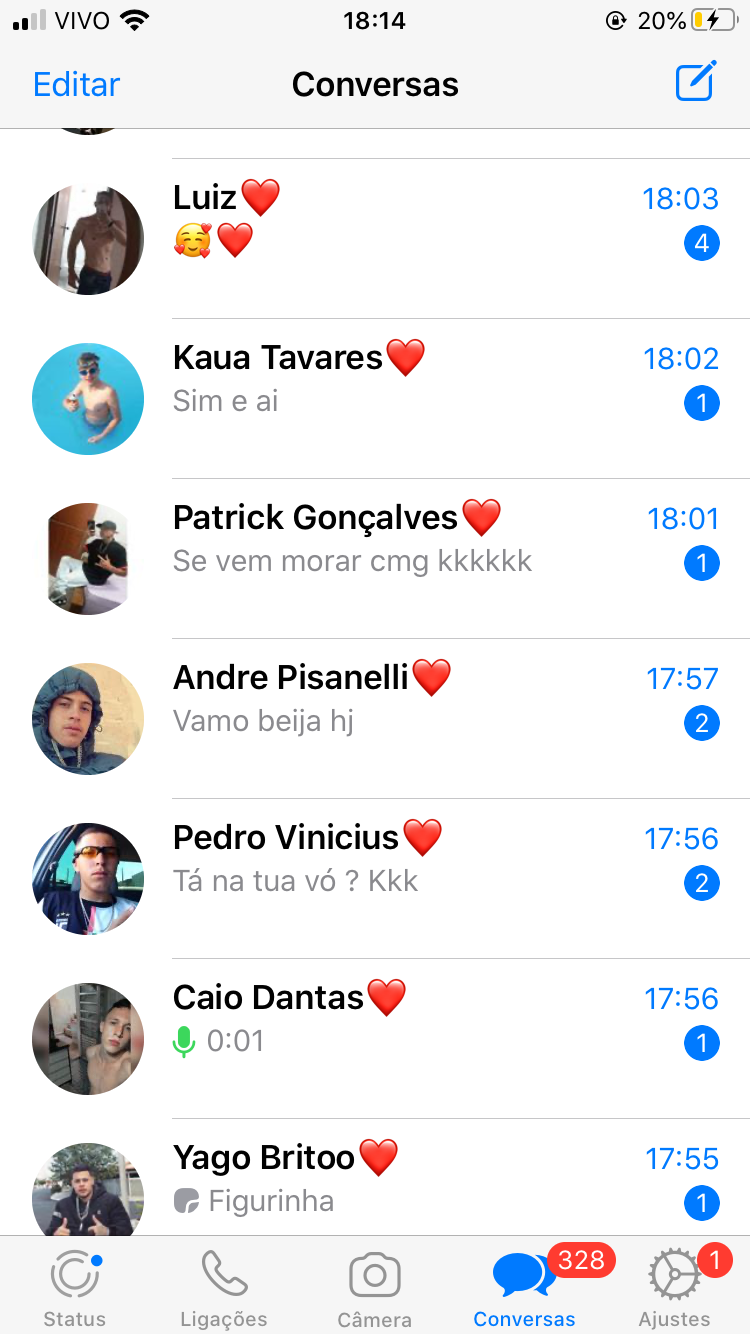 VIVO 18:14 20%
Editar Conversas
Luiz❤️ 18:03
🥰❤️ 4
Kaua Tavares❤️ 18:02
Sim e ai 1
Patrick Gonçalves❤️ 18:01
Se vem morar cmg kkkkkk 1
Andre Pisanelli❤️ 17:57
Vamo beija hj 2
Pedro Vinicius❤️ 17:56
Tá na tua vó ? Kkk 2
Caio Dantas❤️ 17:56
0:01 1
Yago Britoo❤️ 17:55
Figurinha 1
328 1
Status Ligações Câmera Conversas Ajustes